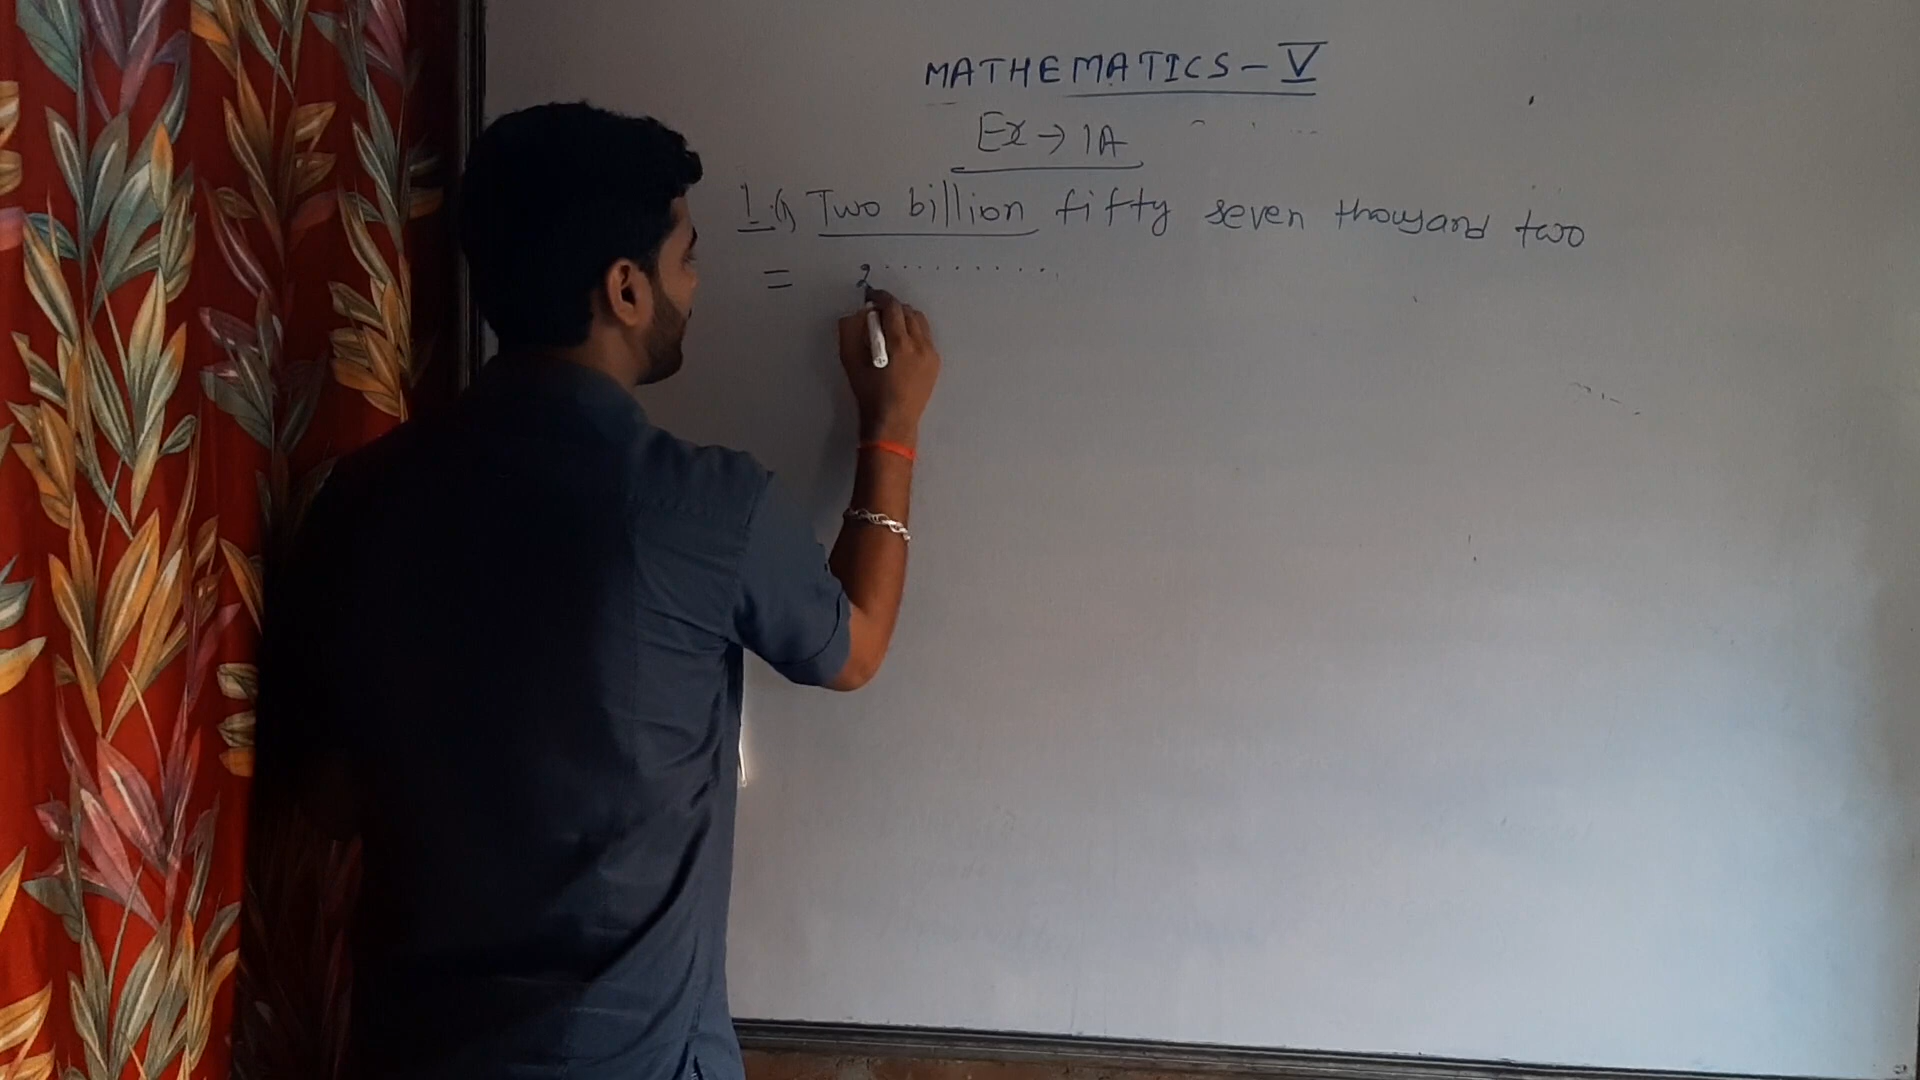 MATHEMATICS - V
Ex → 1A
1.(i) Two billion fifty seven thousand two
= 2 . . . . . . . . .